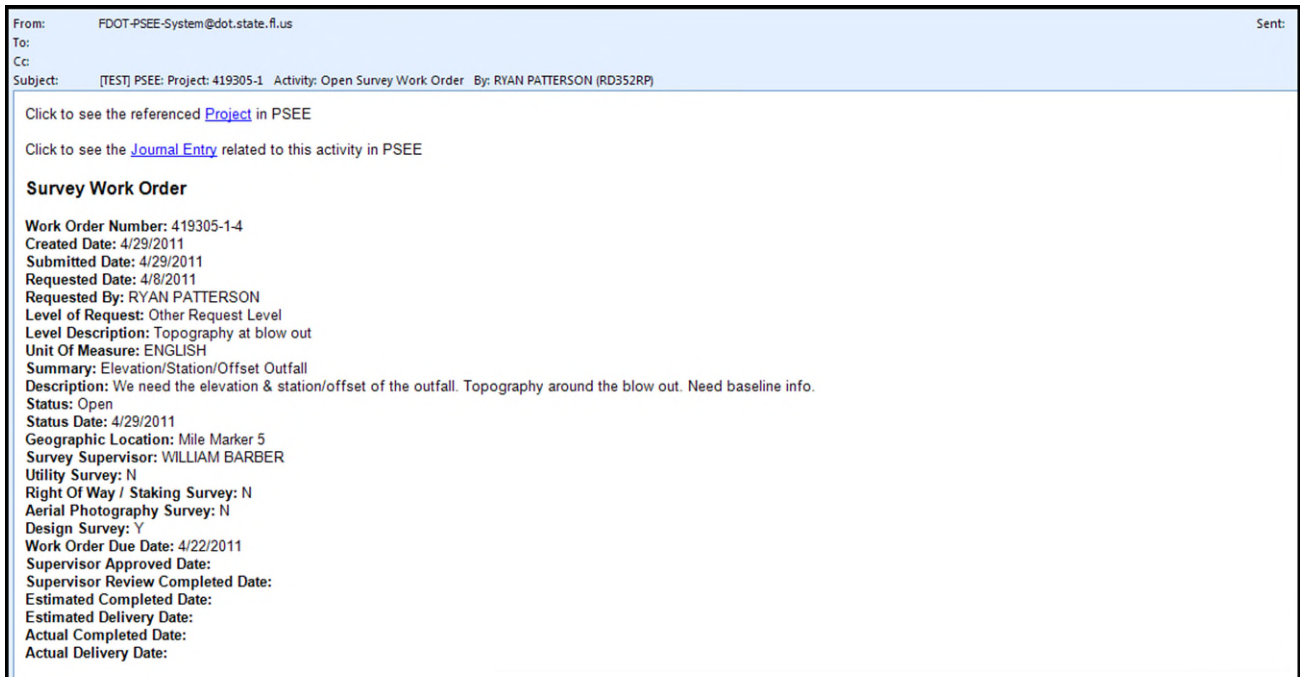 From: FDOT-PSEE-System@dot.state.fl.us Sent:
To:
Cc:
Subject: [TEST] PSEE: Project: 419305-1 Activity: Open Survey Work Order By: RYAN PATTERSON (RD352RP)
Click to see the referenced Project in PSEE
Click to see the Journal Entry related to this activity in PSEE
Survey Work Order
Work Order Number: 419305-1-4
Created Date: 4/29/2011
Submitted Date: 4/29/2011
Requested Date: 4/8/2011
Requested By: RYAN PATTERSON
Level of Request: Other Request Level
Level Description: Topography at blow out
Unit Of Measure: ENGLISH
Summary: Elevation/Station/Offset Outfall
Description: We need the elevation & station/offset of the outfall. Topography around the blow out. Need baseline info.
Status: Open
Status Date: 4/29/2011
Geographic Location: Mile Marker 5
Survey Supervisor: WILLIAM BARBER
Utility Survey: N
Right Of Way / Staking Survey: N
Aerial Photography Survey: N
Design Survey: Y
Work Order Due Date: 4/22/2011
Supervisor Approved Date:
Supervisor Review Completed Date:
Estimated Completed Date:
Estimated Delivery Date:
Actual Completed Date:
Actual Delivery Date: